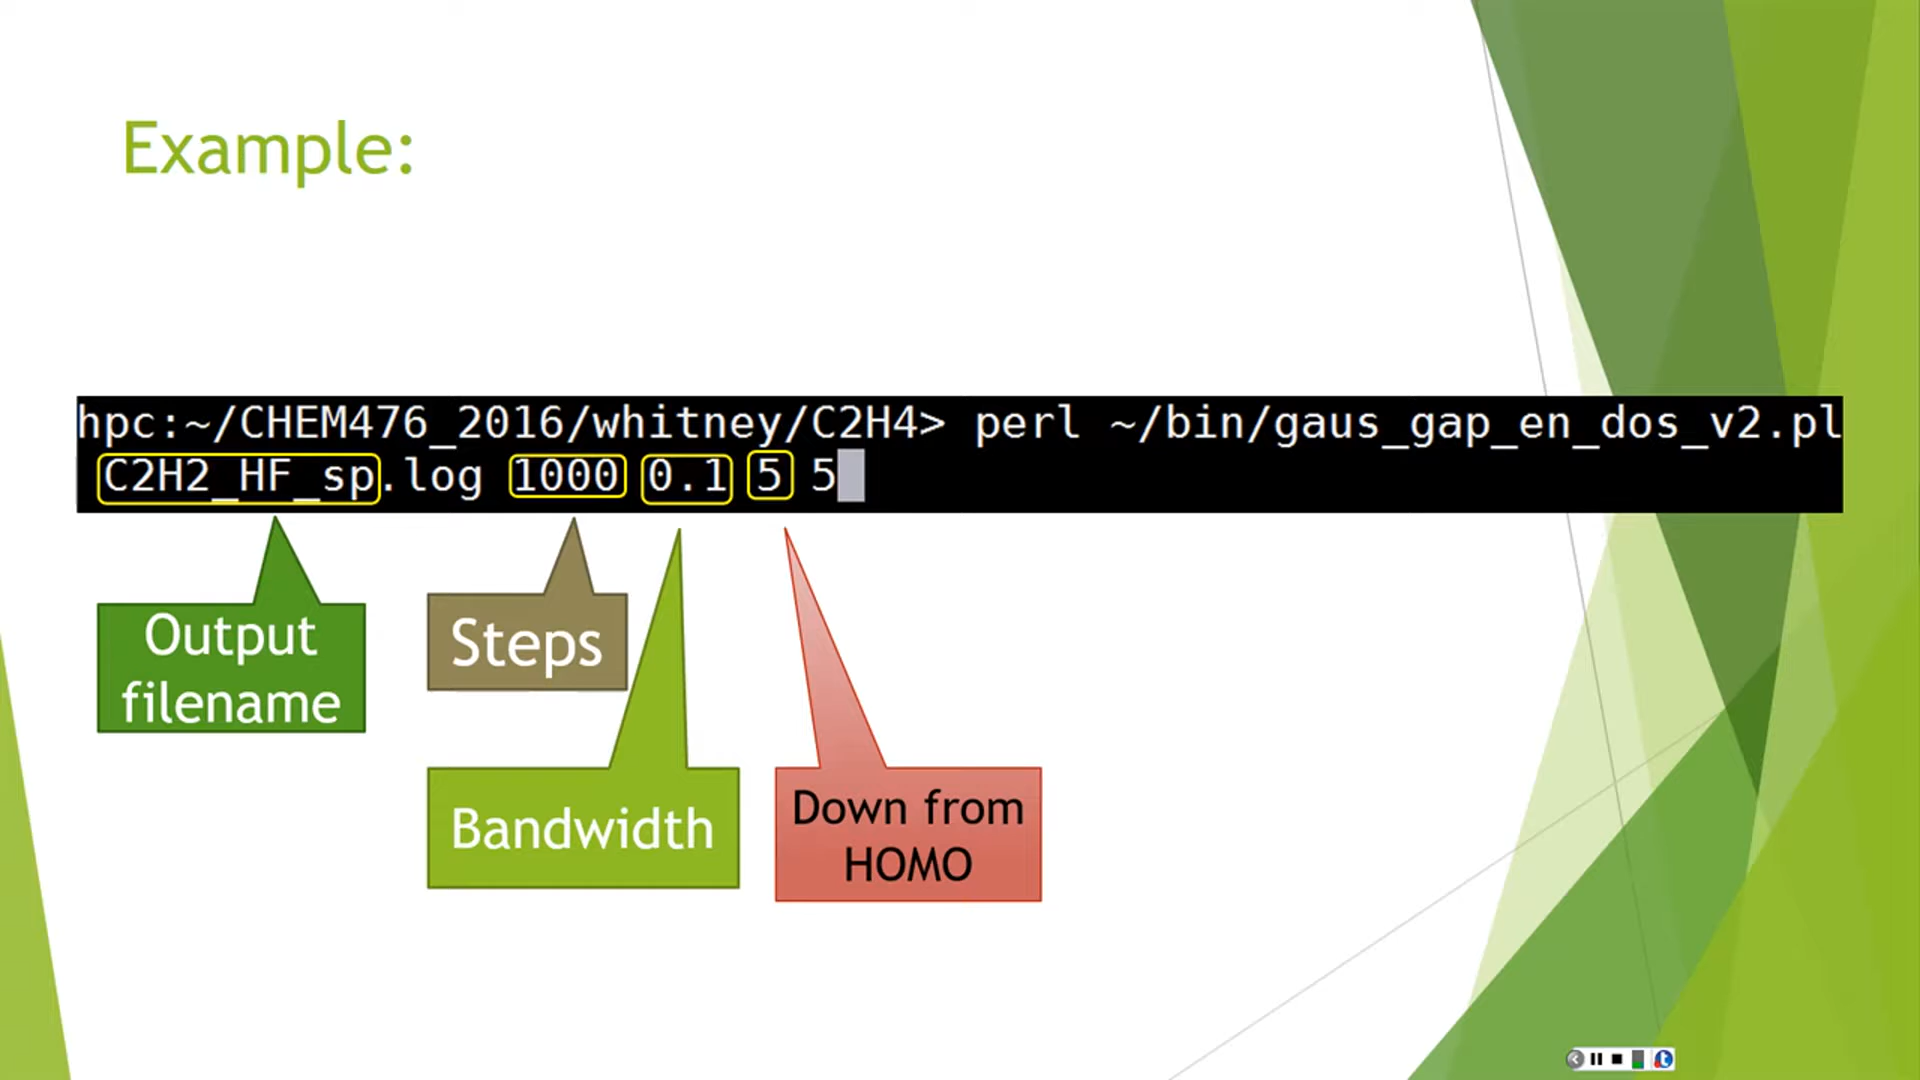 Example:
hpc:~/CHEM476_2016/whitney/C2H4> perl ~/bin/gaus_gap_en_dos_v2.pl
C2H2_HF_sp.log 1000 0.1 5 5
Output
filename
Steps
Bandwidth
Down from
HOMO